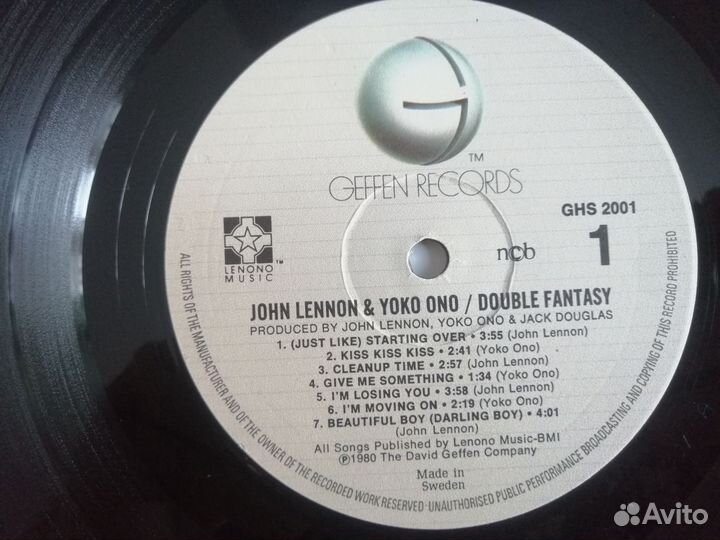 TM
GEFFEN RECORDS
GHS 2001
1
ncb
LENONO TM
MUSIC
JOHN LENNON & YOKO ONO / DOUBLE FANTASY
PRODUCED BY JOHN LENNON, YOKO ONO & JACK DOUGLAS
1. (JUST LIKE) STARTING OVER • 3:55 (John Lennon)
2. KISS KISS KISS • 2:41 (Yoko Ono)
3. CLEANUP TIME • 2:57 (John Lennon)
4. GIVE ME SOMETHING • 1:34 (Yoko Ono)
5. I'M LOSING YOU • 3:58 (John Lennon)
6. I'M MOVING ON • 2:19 (Yoko Ono)
7. BEAUTIFUL BOY (DARLING BOY) • 4:01
(John Lennon)
All Songs Published by Lenono Music-BMI
℗1980 The David Geffen Company
Made in
Sweden
ALL RIGHTS OF THE MANUFACTURER AND OF THE OWNER OF THE RECORDED WORK RESERVED · UNAUTHORISED PUBLIC PERFORMANCE BROADCASTING AND COPYING OF THIS RECORD PROHIBITED
Avito